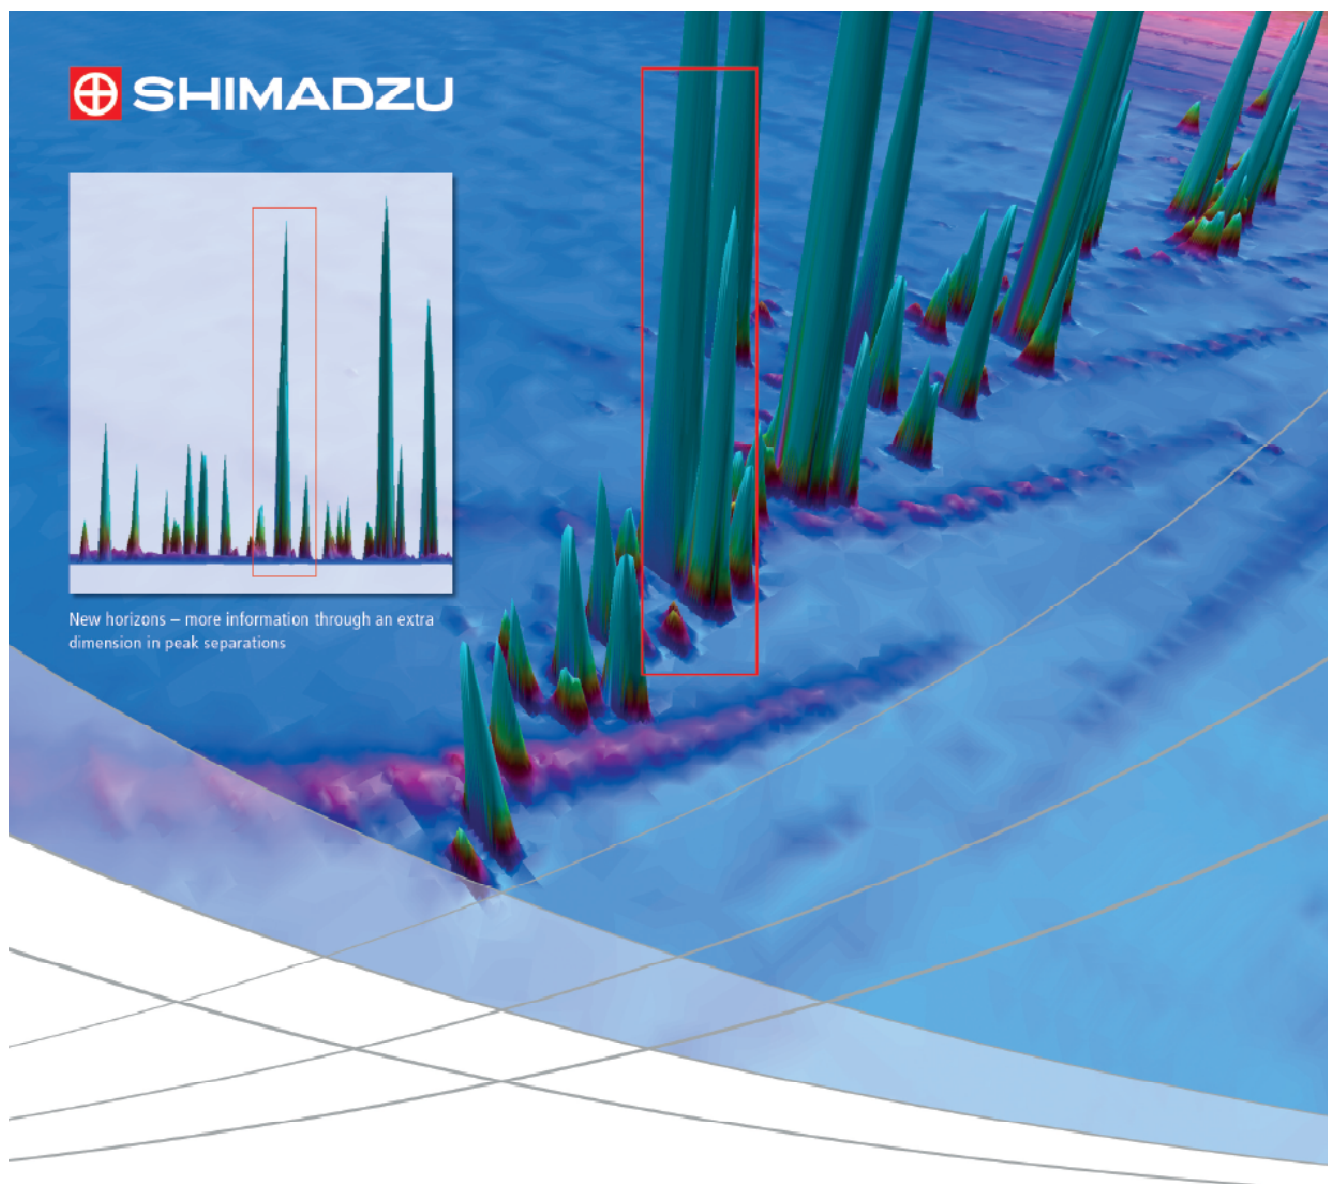 SHIMADZU
New horizons – more information through an extra
dimension in peak separations